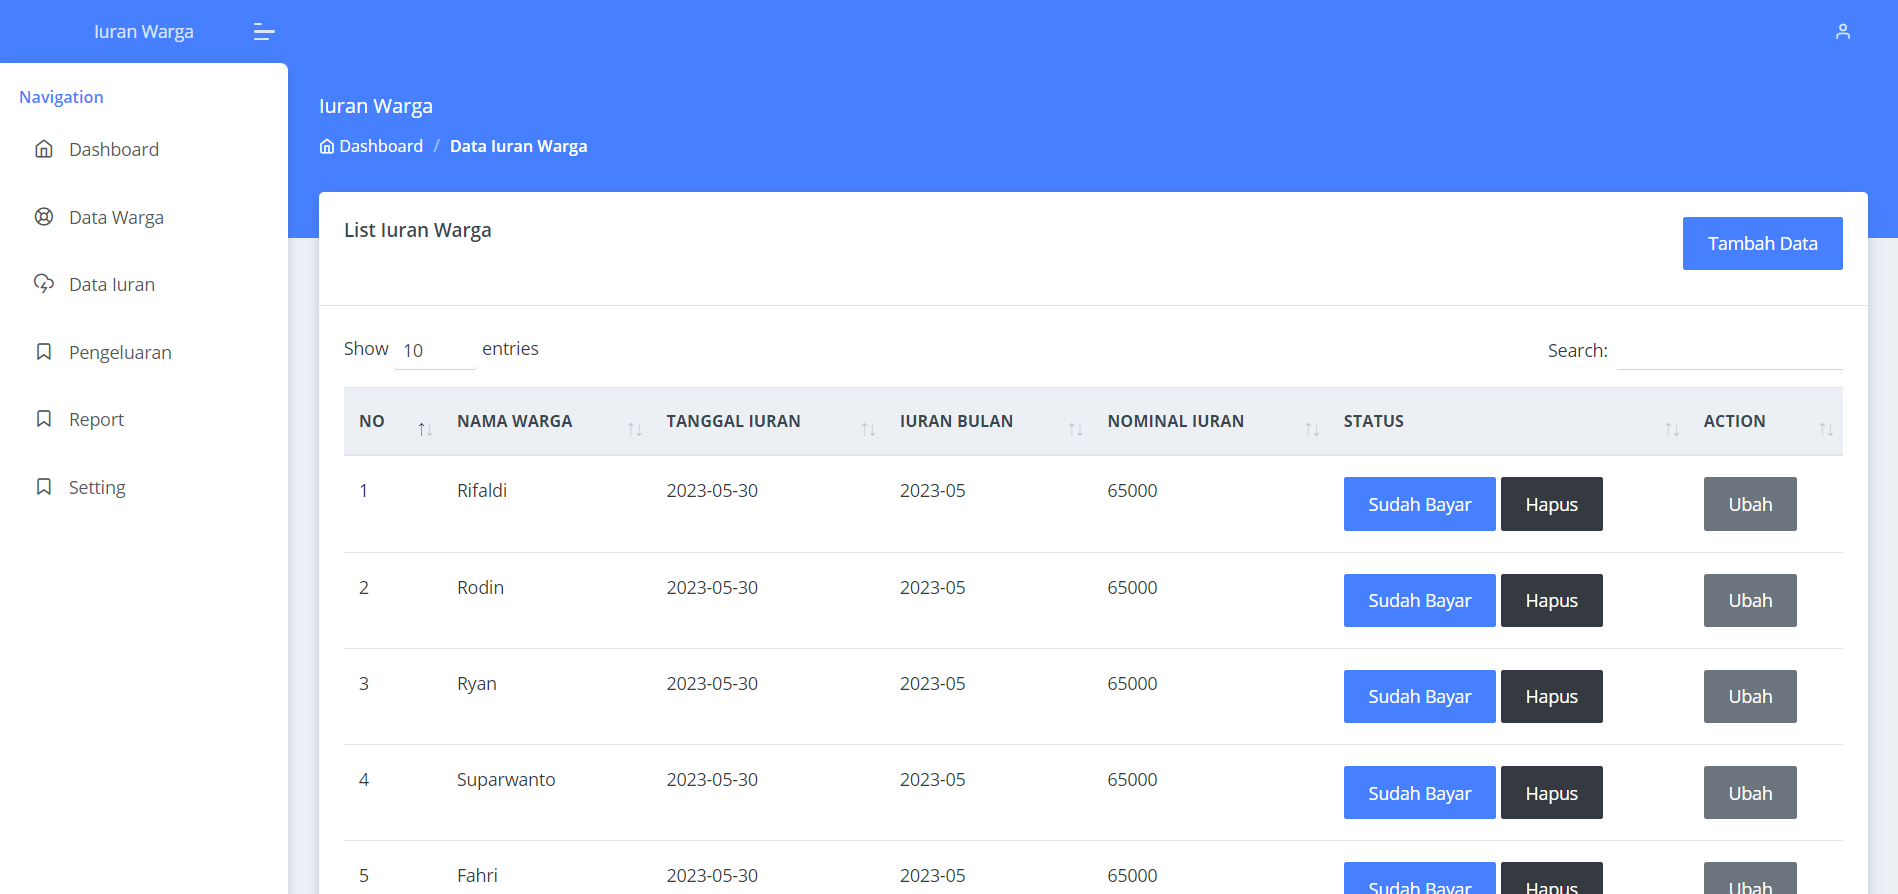 Iuran Warga
Navigation
Dashboard
Data Warga
Data Iuran
Pengeluaran
Report
Setting
Iuran Warga
Dashboard / Data Iuran Warga
List Iuran Warga
Tambah Data
Show 10 entries
Search:
NO NAMA WARGA TANGGAL IURAN IURAN BULAN NOMINAL IURAN STATUS ACTION
1 Rifaldi 2023-05-30 2023-05 65000 Sudah Bayar Hapus Ubah
2 Rodin 2023-05-30 2023-05 65000 Sudah Bayar Hapus Ubah
3 Ryan 2023-05-30 2023-05 65000 Sudah Bayar Hapus Ubah
4 Suparwanto 2023-05-30 2023-05 65000 Sudah Bayar Hapus Ubah
5 Fahri 2023-05-30 2023-05 65000 Sudah Bayar Hapus Ubah